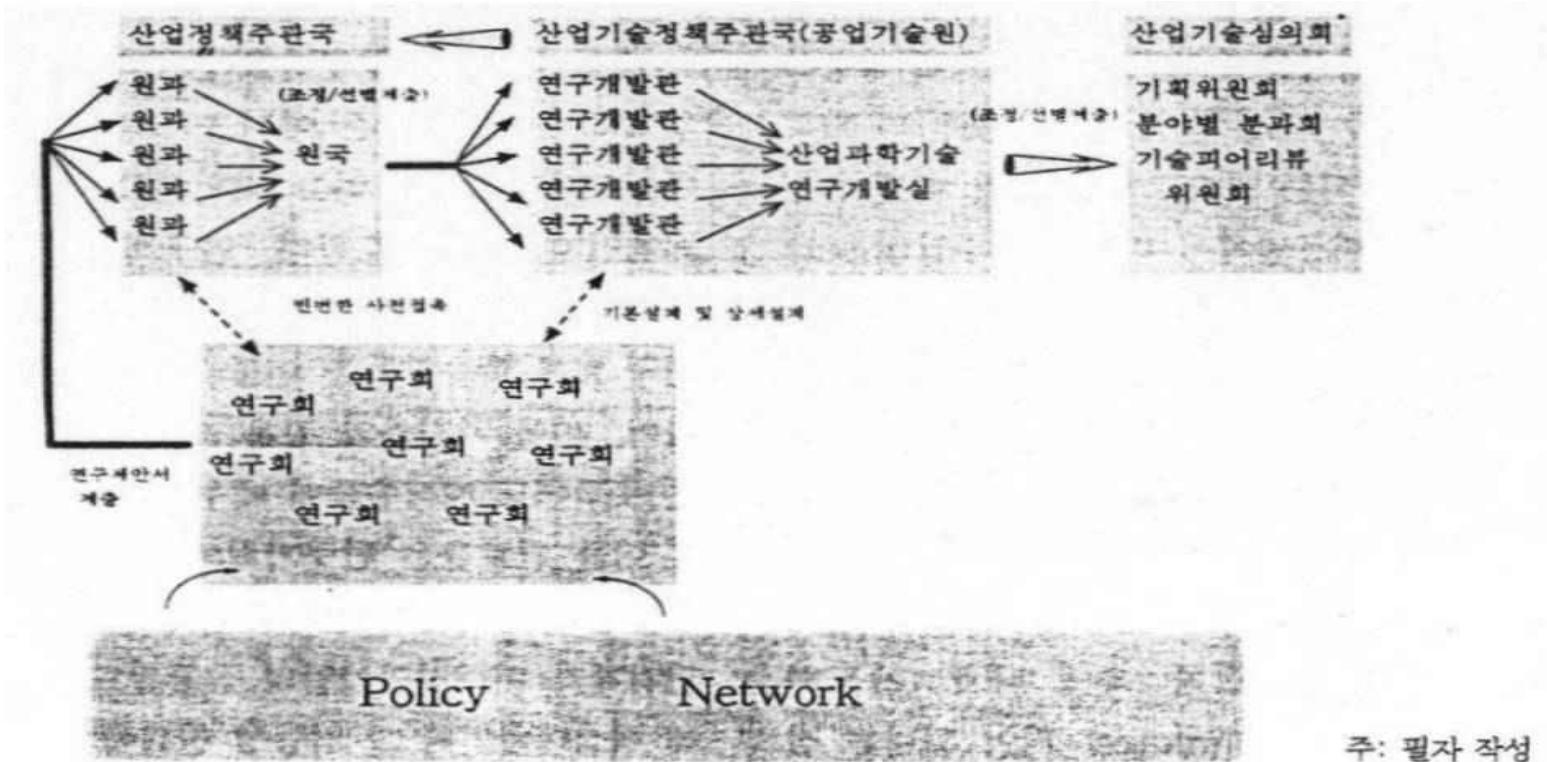 산업정책주관국
산업기술정책주관국(공업기술원)
산업기술심의회
원과
원과
원과
원과
원과
(조정/선별제출)
원국
연구개발관
연구개발관
연구개발관
연구개발관
연구개발관
산업과학기술
연구개발실
(조정/선별제출)
기획위원회
분야별 분과회
기술피어리뷰
위원회
빈번한 사전접촉
기본설계 및 상세설계
연구회
연구회
연구회
연구회
연구회
연구회
연구회
연구회
연구제안서
제출
Policy Network
주: 필자 작성